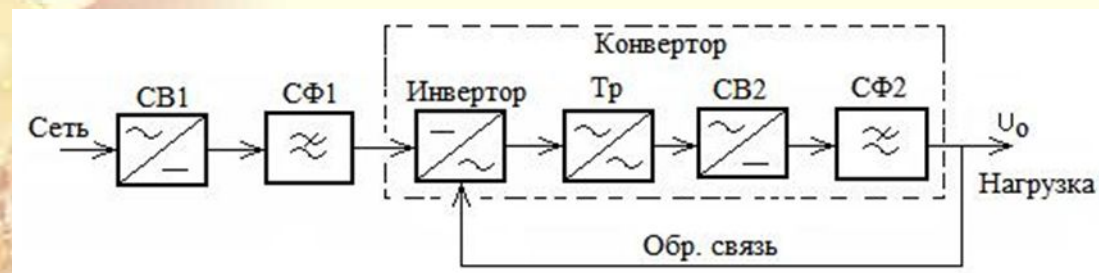 Конвертор
СВ1
СФ1
Инвертор
Тр
СВ2
СФ2
Сеть
U₀
Нагрузка
Обр. связь